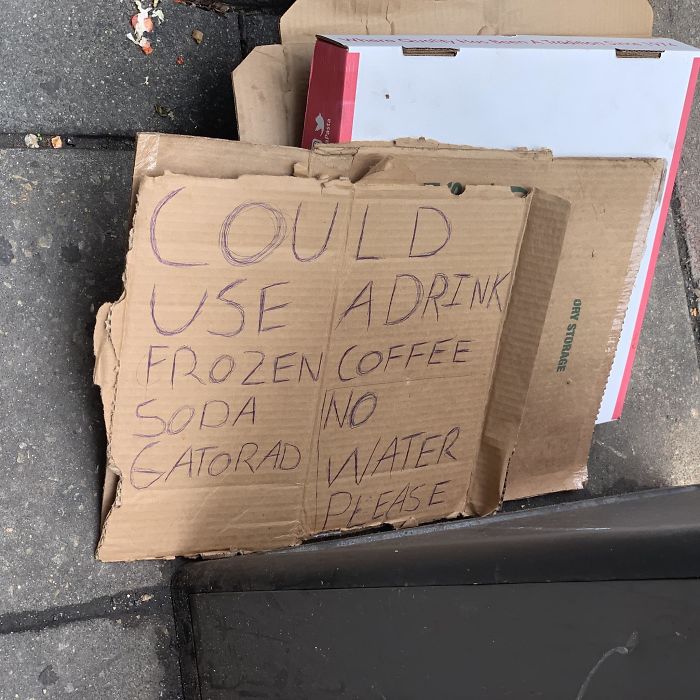 COULD
USE A DRINK
FROZEN COFFEE
SODA NO
GATORAD WATER
PLEASE
DRY STORAGE